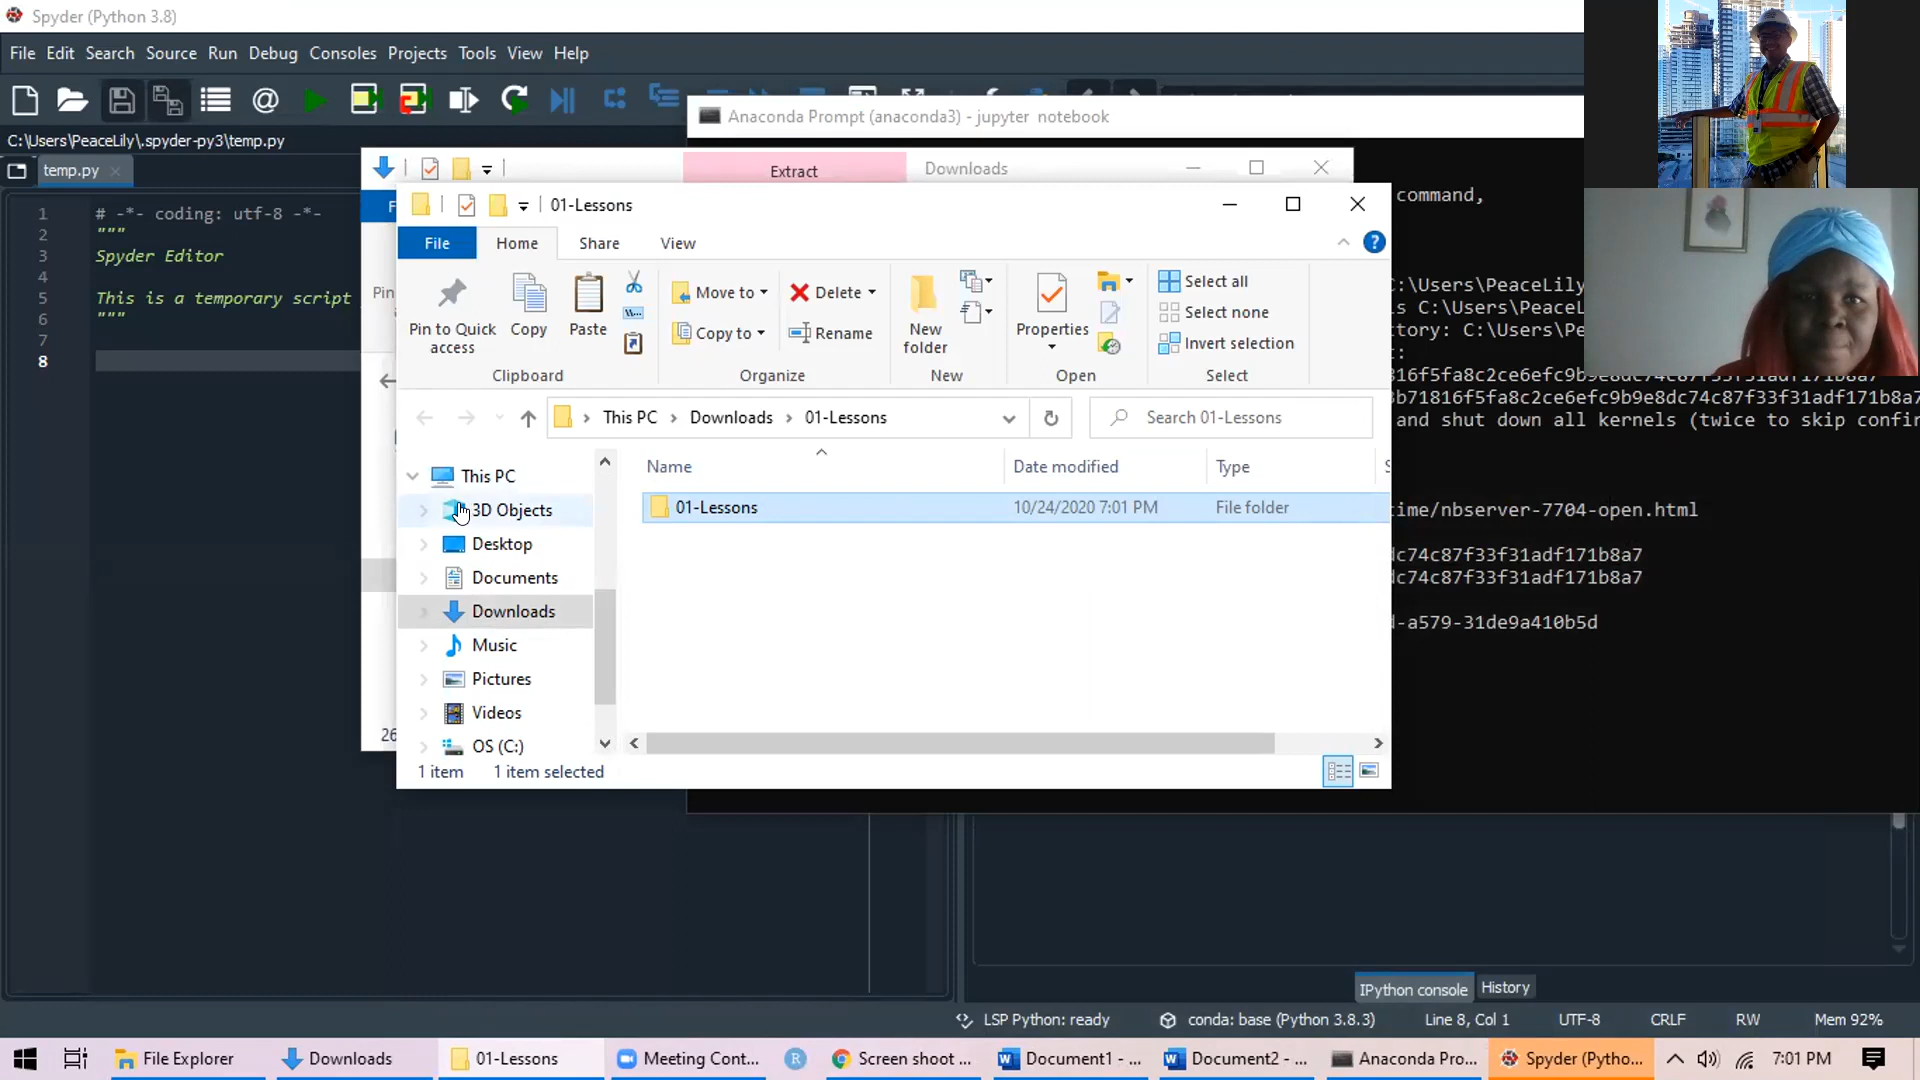 Spyder (Python 3.8)
File Edit Search Source Run Debug Consoles Projects Tools View Help
C:\Users\PeaceLily\.spyder-py3\temp.py
temp.py
1 # -*- coding: utf-8 -*-
2 """
3 Spyder Editor
4
5 This is a temporary script
6 """
7
8
Anaconda Prompt (anaconda3) - jupyter notebook
command,
C:\Users\PeaceLily
is C:\Users\PeaceL
tory: C:\Users\Pe
316f5fa8c2ce6efc9b9e8dc74c87f33f31adf171b8a7
3b71816f5fa8c2ce6efc9b9e8dc74c87f33f31adf171b8a7
and shut down all kernels (twice to skip confir
time/nbserver-7704-open.html
dc74c87f33f31adf171b8a7
dc74c87f33f31adf171b8a7
d-a579-31de9a410b5d
Extract Downloads
Pin
26
01-Lessons
File Home Share View
Pin to Quick access
Copy
Paste
Move to
Copy to
Delete
Rename
New folder
Properties
Select all
Select none
Invert selection
Clipboard Organize New Open Select
This PC > Downloads > 01-Lessons
Search 01-Lessons
Name Date modified Type
01-Lessons 10/24/2020 7:01 PM File folder
This PC
3D Objects
Desktop
Documents
Downloads
Music
Pictures
Videos
OS (C:)
1 item 1 item selected
IPython console History
LSP Python: ready conda: base (Python 3.8.3) Line 8, Col 1 UTF-8 CRLF RW Mem 92%
File Explorer Downloads 01-Lessons Meeting Cont... R Screen shoot ... Document1 - ... Document2 - ... Anaconda Pro... Spyder (Pytho... 7:01 PM